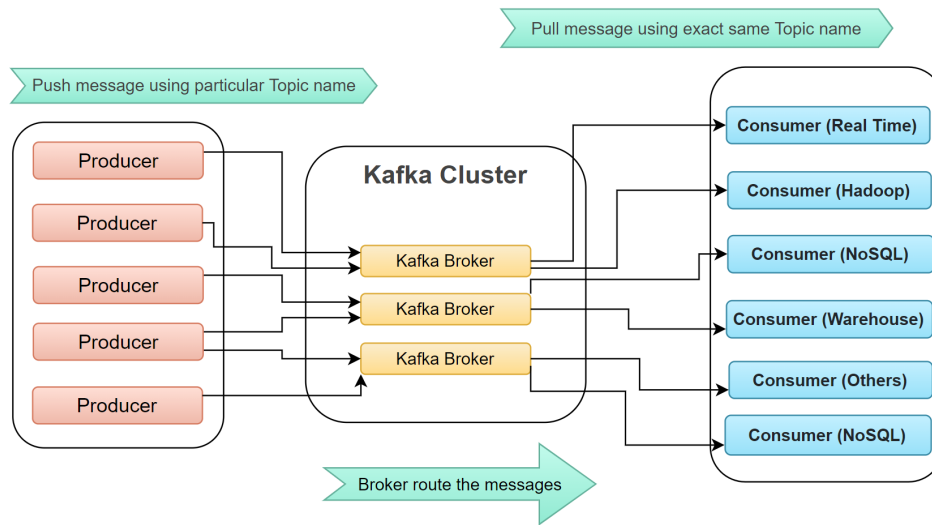 Pull message using exact same Topic name
Push message using particular Topic name
Producer
Producer
Producer
Producer
Producer
Kafka Cluster
Kafka Broker
Kafka Broker
Kafka Broker
Consumer (Real Time)
Consumer (Hadoop)
Consumer (NoSQL)
Consumer (Warehouse)
Consumer (Others)
Consumer (NoSQL)
Broker route the messages